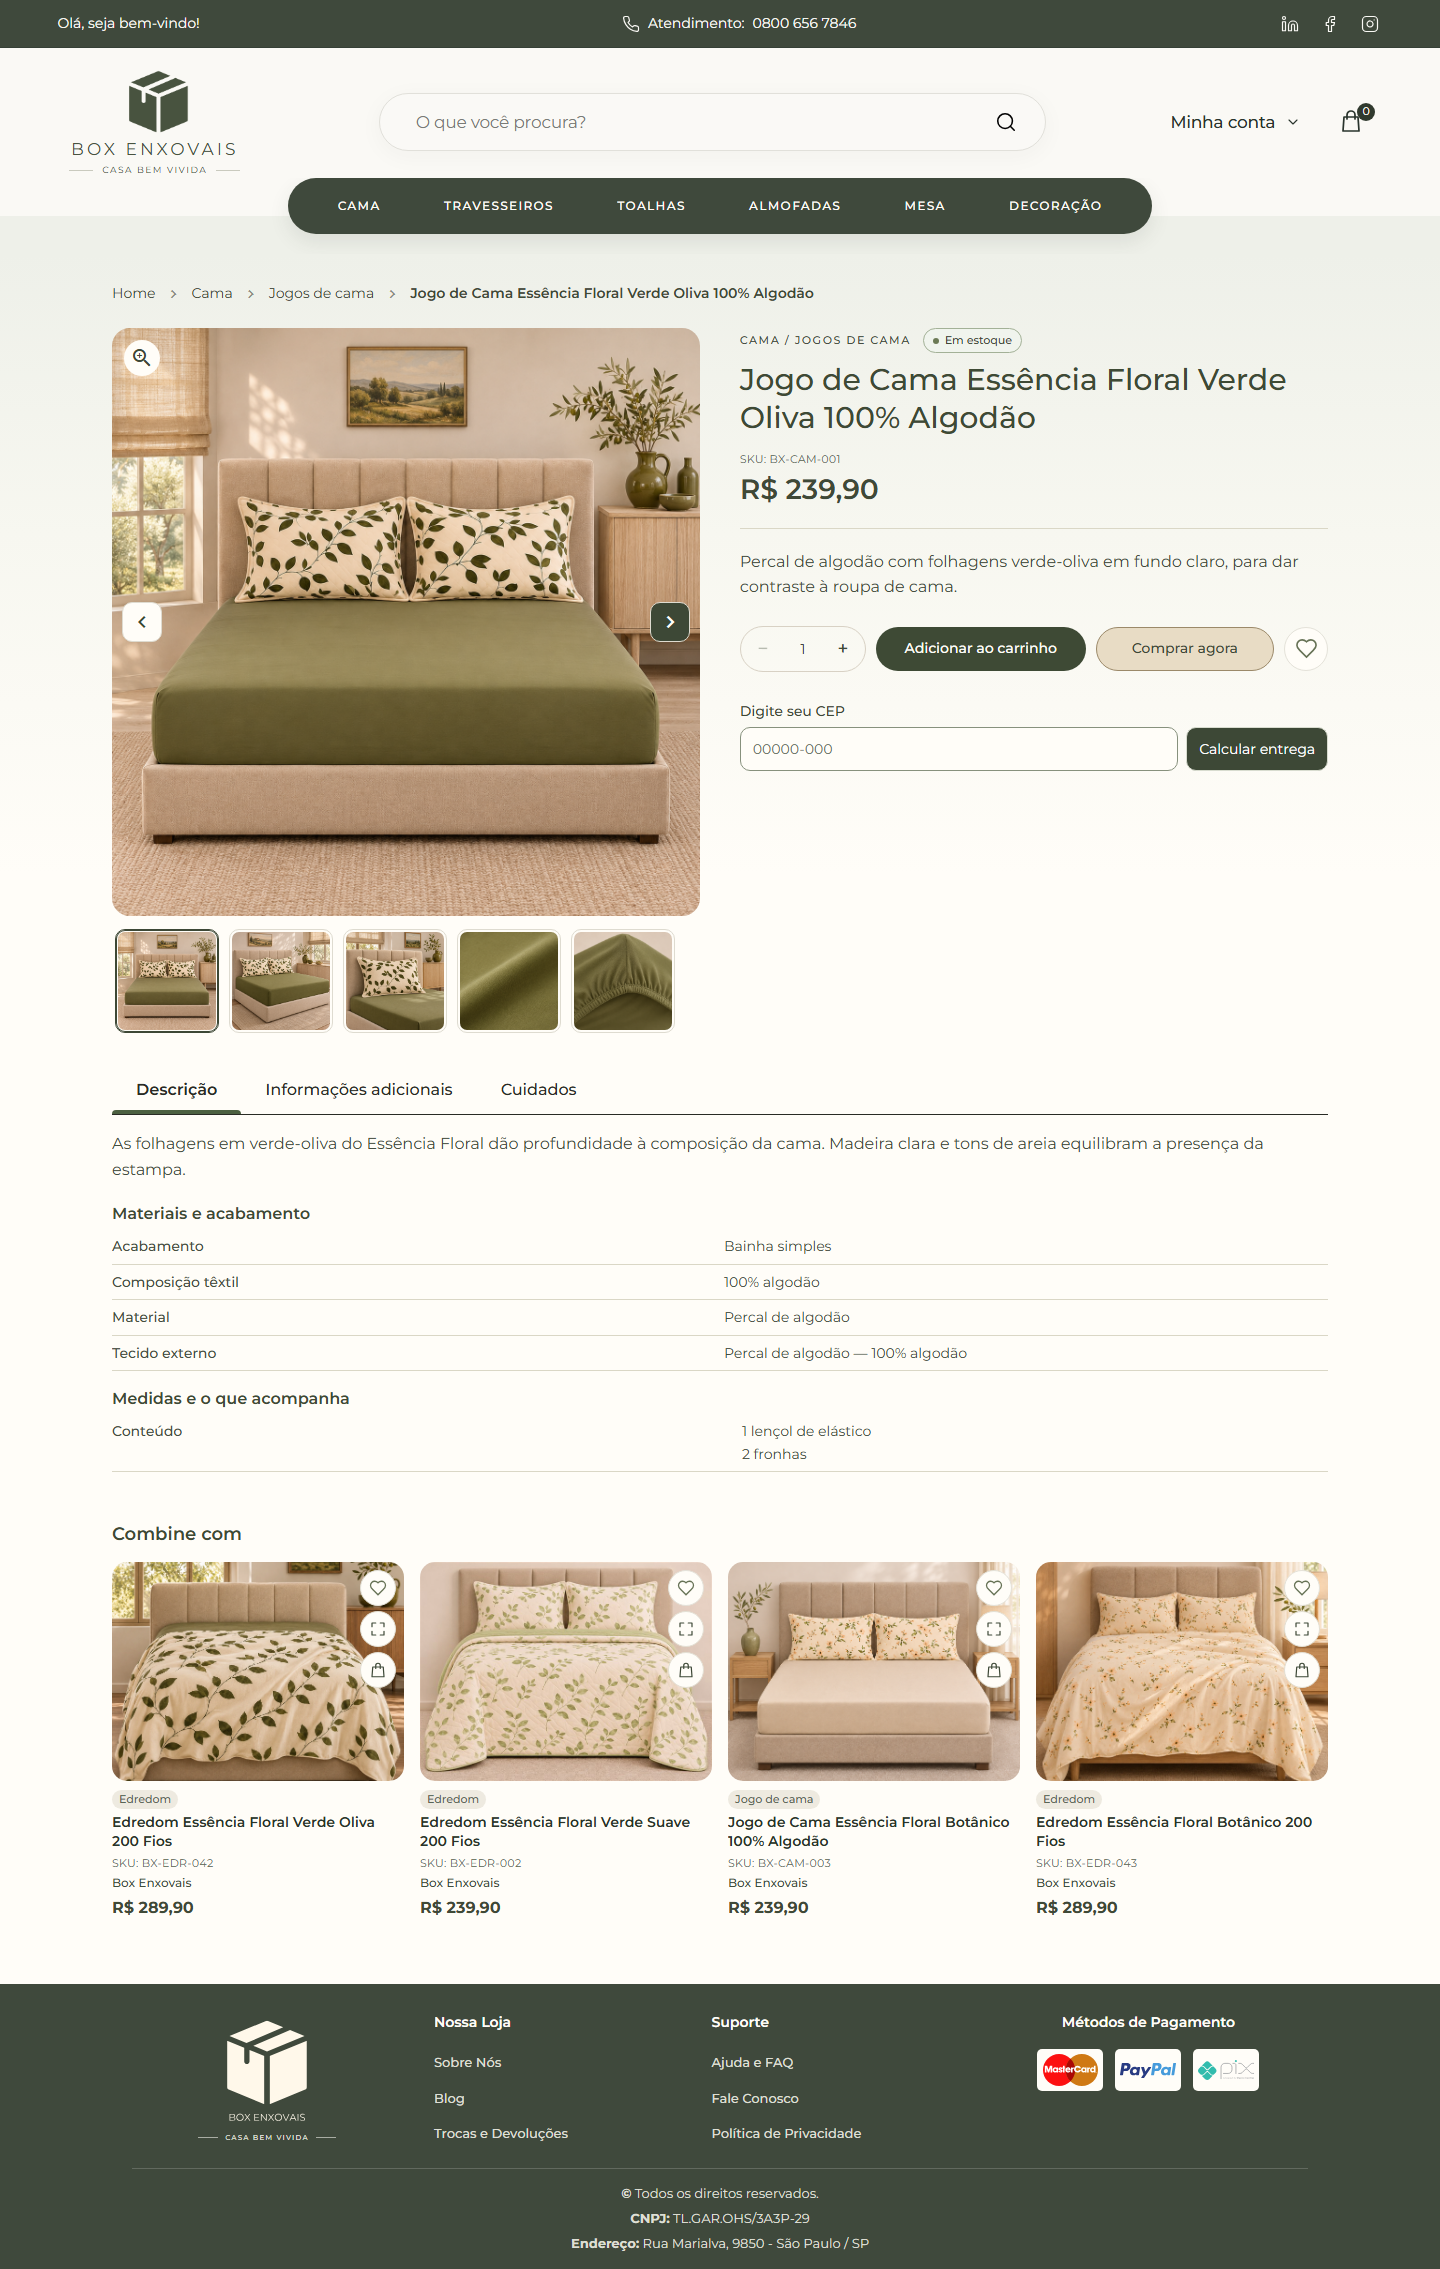 Olá, seja bem-vindo!
Atendimento: 0800 656 7846
BOX ENXOVAIS
CASA BEM VIVIDA
O que você procura?
Minha conta
0
CAMA
TRAVESSEIROS
TOALHAS
ALMOFADAS
MESA
DECORAÇÃO
Home > Cama > Jogos de cama > Jogo de Cama Essência Floral Verde Oliva 100% Algodão
CAMA / JOGOS DE CAMA
Em estoque
Jogo de Cama Essência Floral Verde
Oliva 100% Algodão
SKU: BX-CAM-001
R$ 239,90
Percal de algodão com folhagens verde-oliva em fundo claro, para dar
contraste à roupa de cama.
− 1 +
Adicionar ao carrinho
Comprar agora
Digite seu CEP
00000-000
Calcular entrega
Descrição
Informações adicionais
Cuidados
As folhagens em verde-oliva do Essência Floral dão profundidade à composição da cama. Madeira clara e tons de areia equilibram a presença da
estampa.
Materiais e acabamento
Acabamento Bainha simples
Composição têxtil 100% algodão
Material Percal de algodão
Tecido externo Percal de algodão — 100% algodão
Medidas e o que acompanha
Conteúdo 1 lençol de elástico
2 fronhas
Combine com
Edredom
Edredom Essência Floral Verde Oliva
200 Fios
SKU: BX-EDR-042
Box Enxovais
R$ 289,90
Edredom
Edredom Essência Floral Verde Suave
200 Fios
SKU: BX-EDR-002
Box Enxovais
R$ 239,90
Jogo de cama
Jogo de Cama Essência Floral Botânico
100% Algodão
SKU: BX-CAM-003
Box Enxovais
R$ 239,90
Edredom
Edredom Essência Floral Botânico 200
Fios
SKU: BX-EDR-043
Box Enxovais
R$ 289,90
BOX ENXOVAIS
CASA BEM VIVIDA
Nossa Loja
Sobre Nós
Blog
Trocas e Devoluções
Suporte
Ajuda e FAQ
Fale Conosco
Política de Privacidade
Métodos de Pagamento
MasterCard
PayPal
pix
© Todos os direitos reservados.
CNPJ: TL.GAR.OHS/3A3P-29
Endereço: Rua Marialva, 9850 - São Paulo / SP